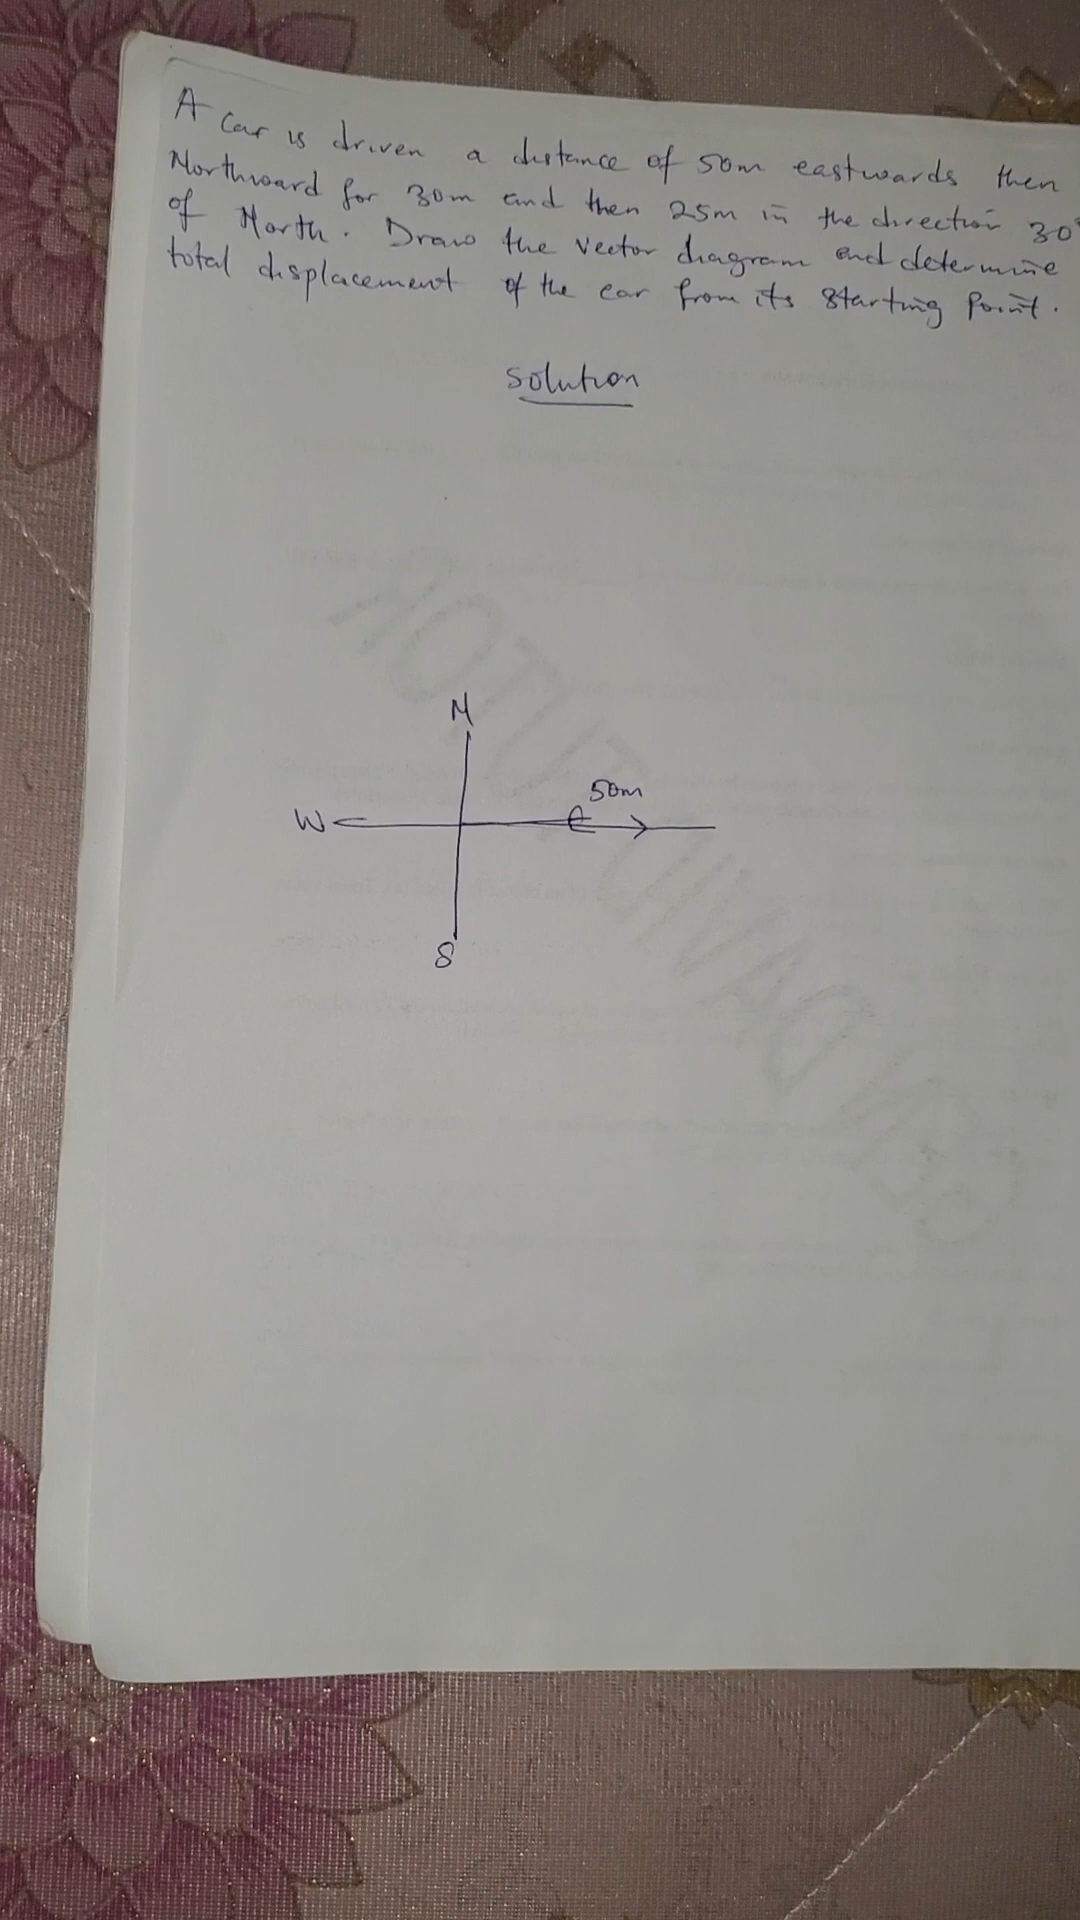 A car is driven a distance of 50m eastwards then
Northward for 30m and then 25m in the direction 30°
of North. Draw the vector diagram and determine
total displacement of the car from its starting point.
Solution
N
50m
W
E
S